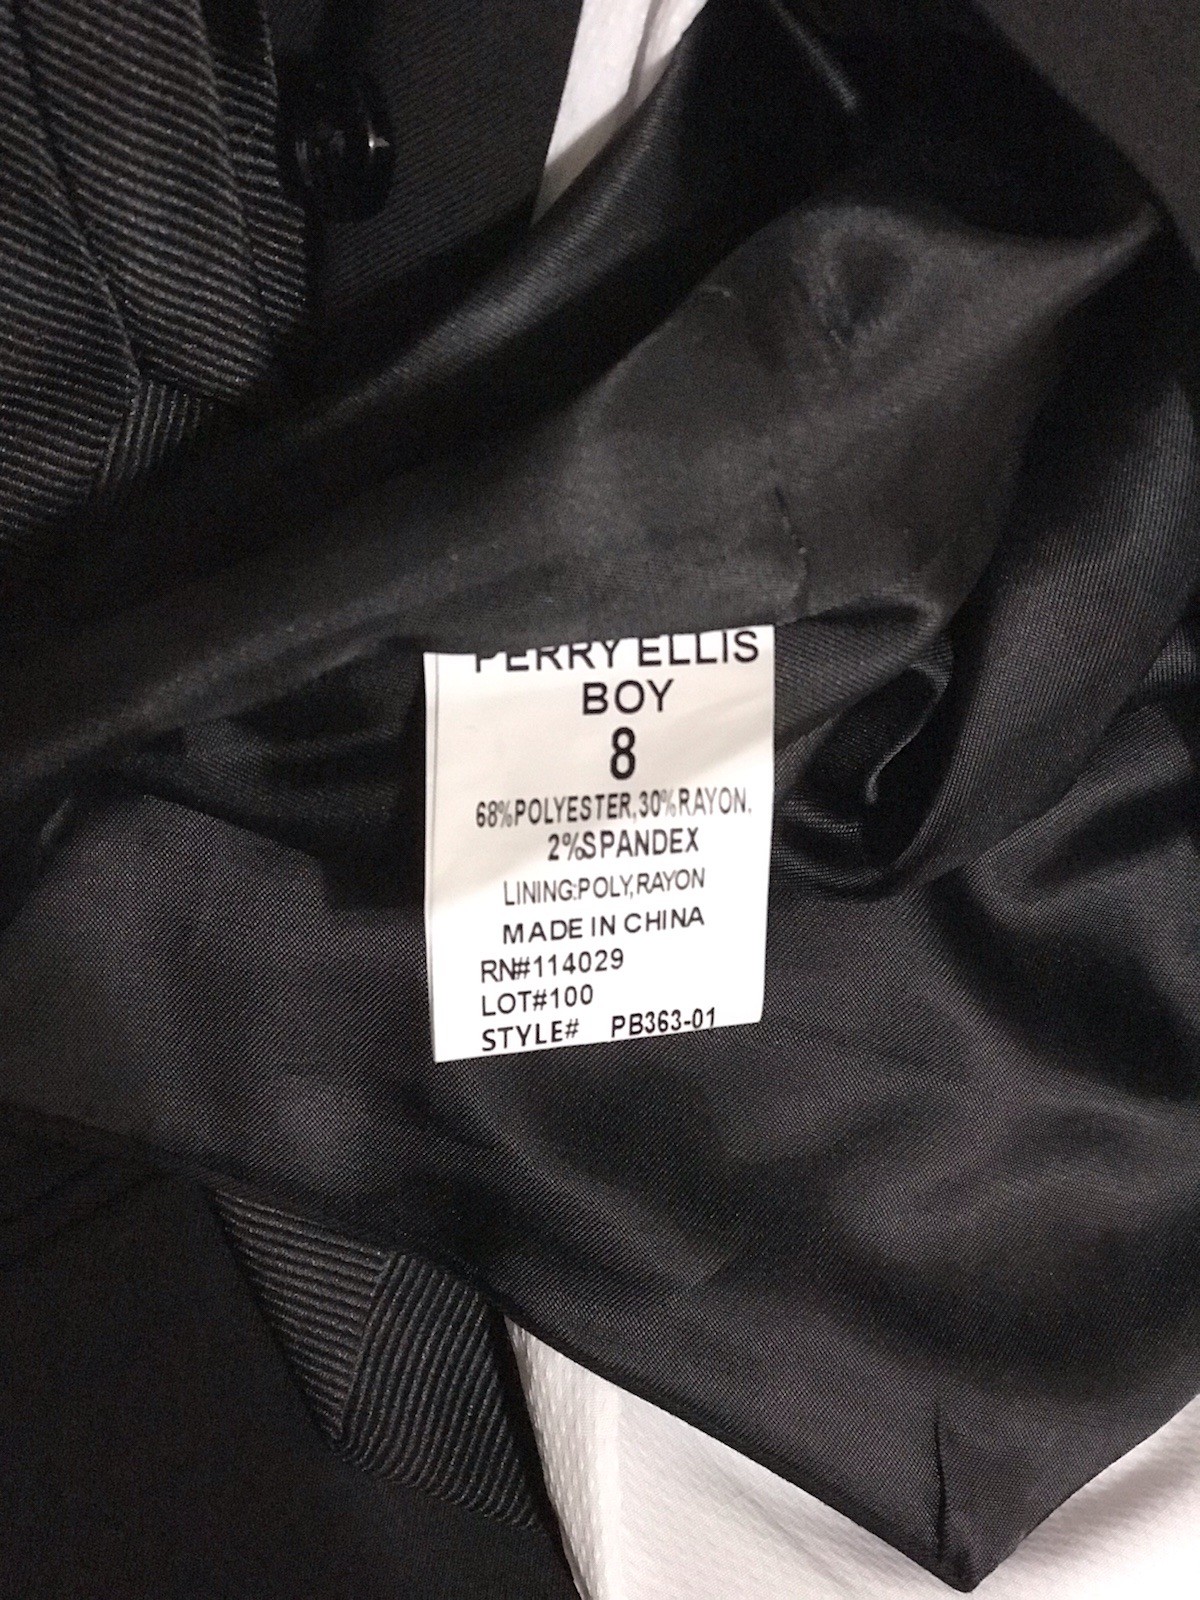 PERRY ELLIS
BOY
8
68%POLYESTER,30%RAYON.
2%SPANDEX
LINING:POLY,RAYON
MADE IN CHINA
RN#114029
LOT#100
STYLE# PB363-01